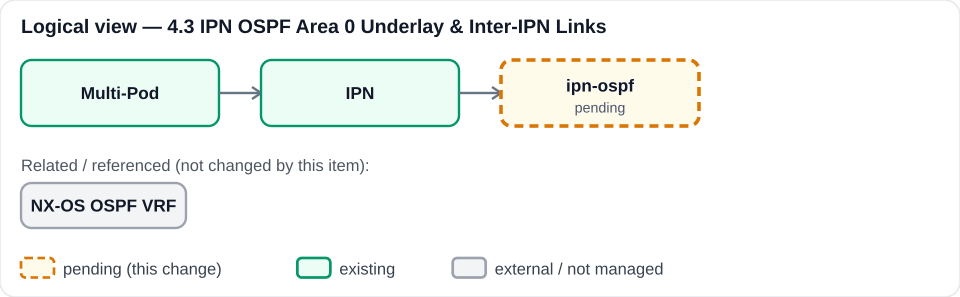 Logical view — 4.3 IPN OSPF Area 0 Underlay & Inter-IPN Links
Multi-Pod
IPN
ipn-ospf
pending
Related / referenced (not changed by this item):
NX-OS OSPF VRF
pending (this change)
existing
external / not managed